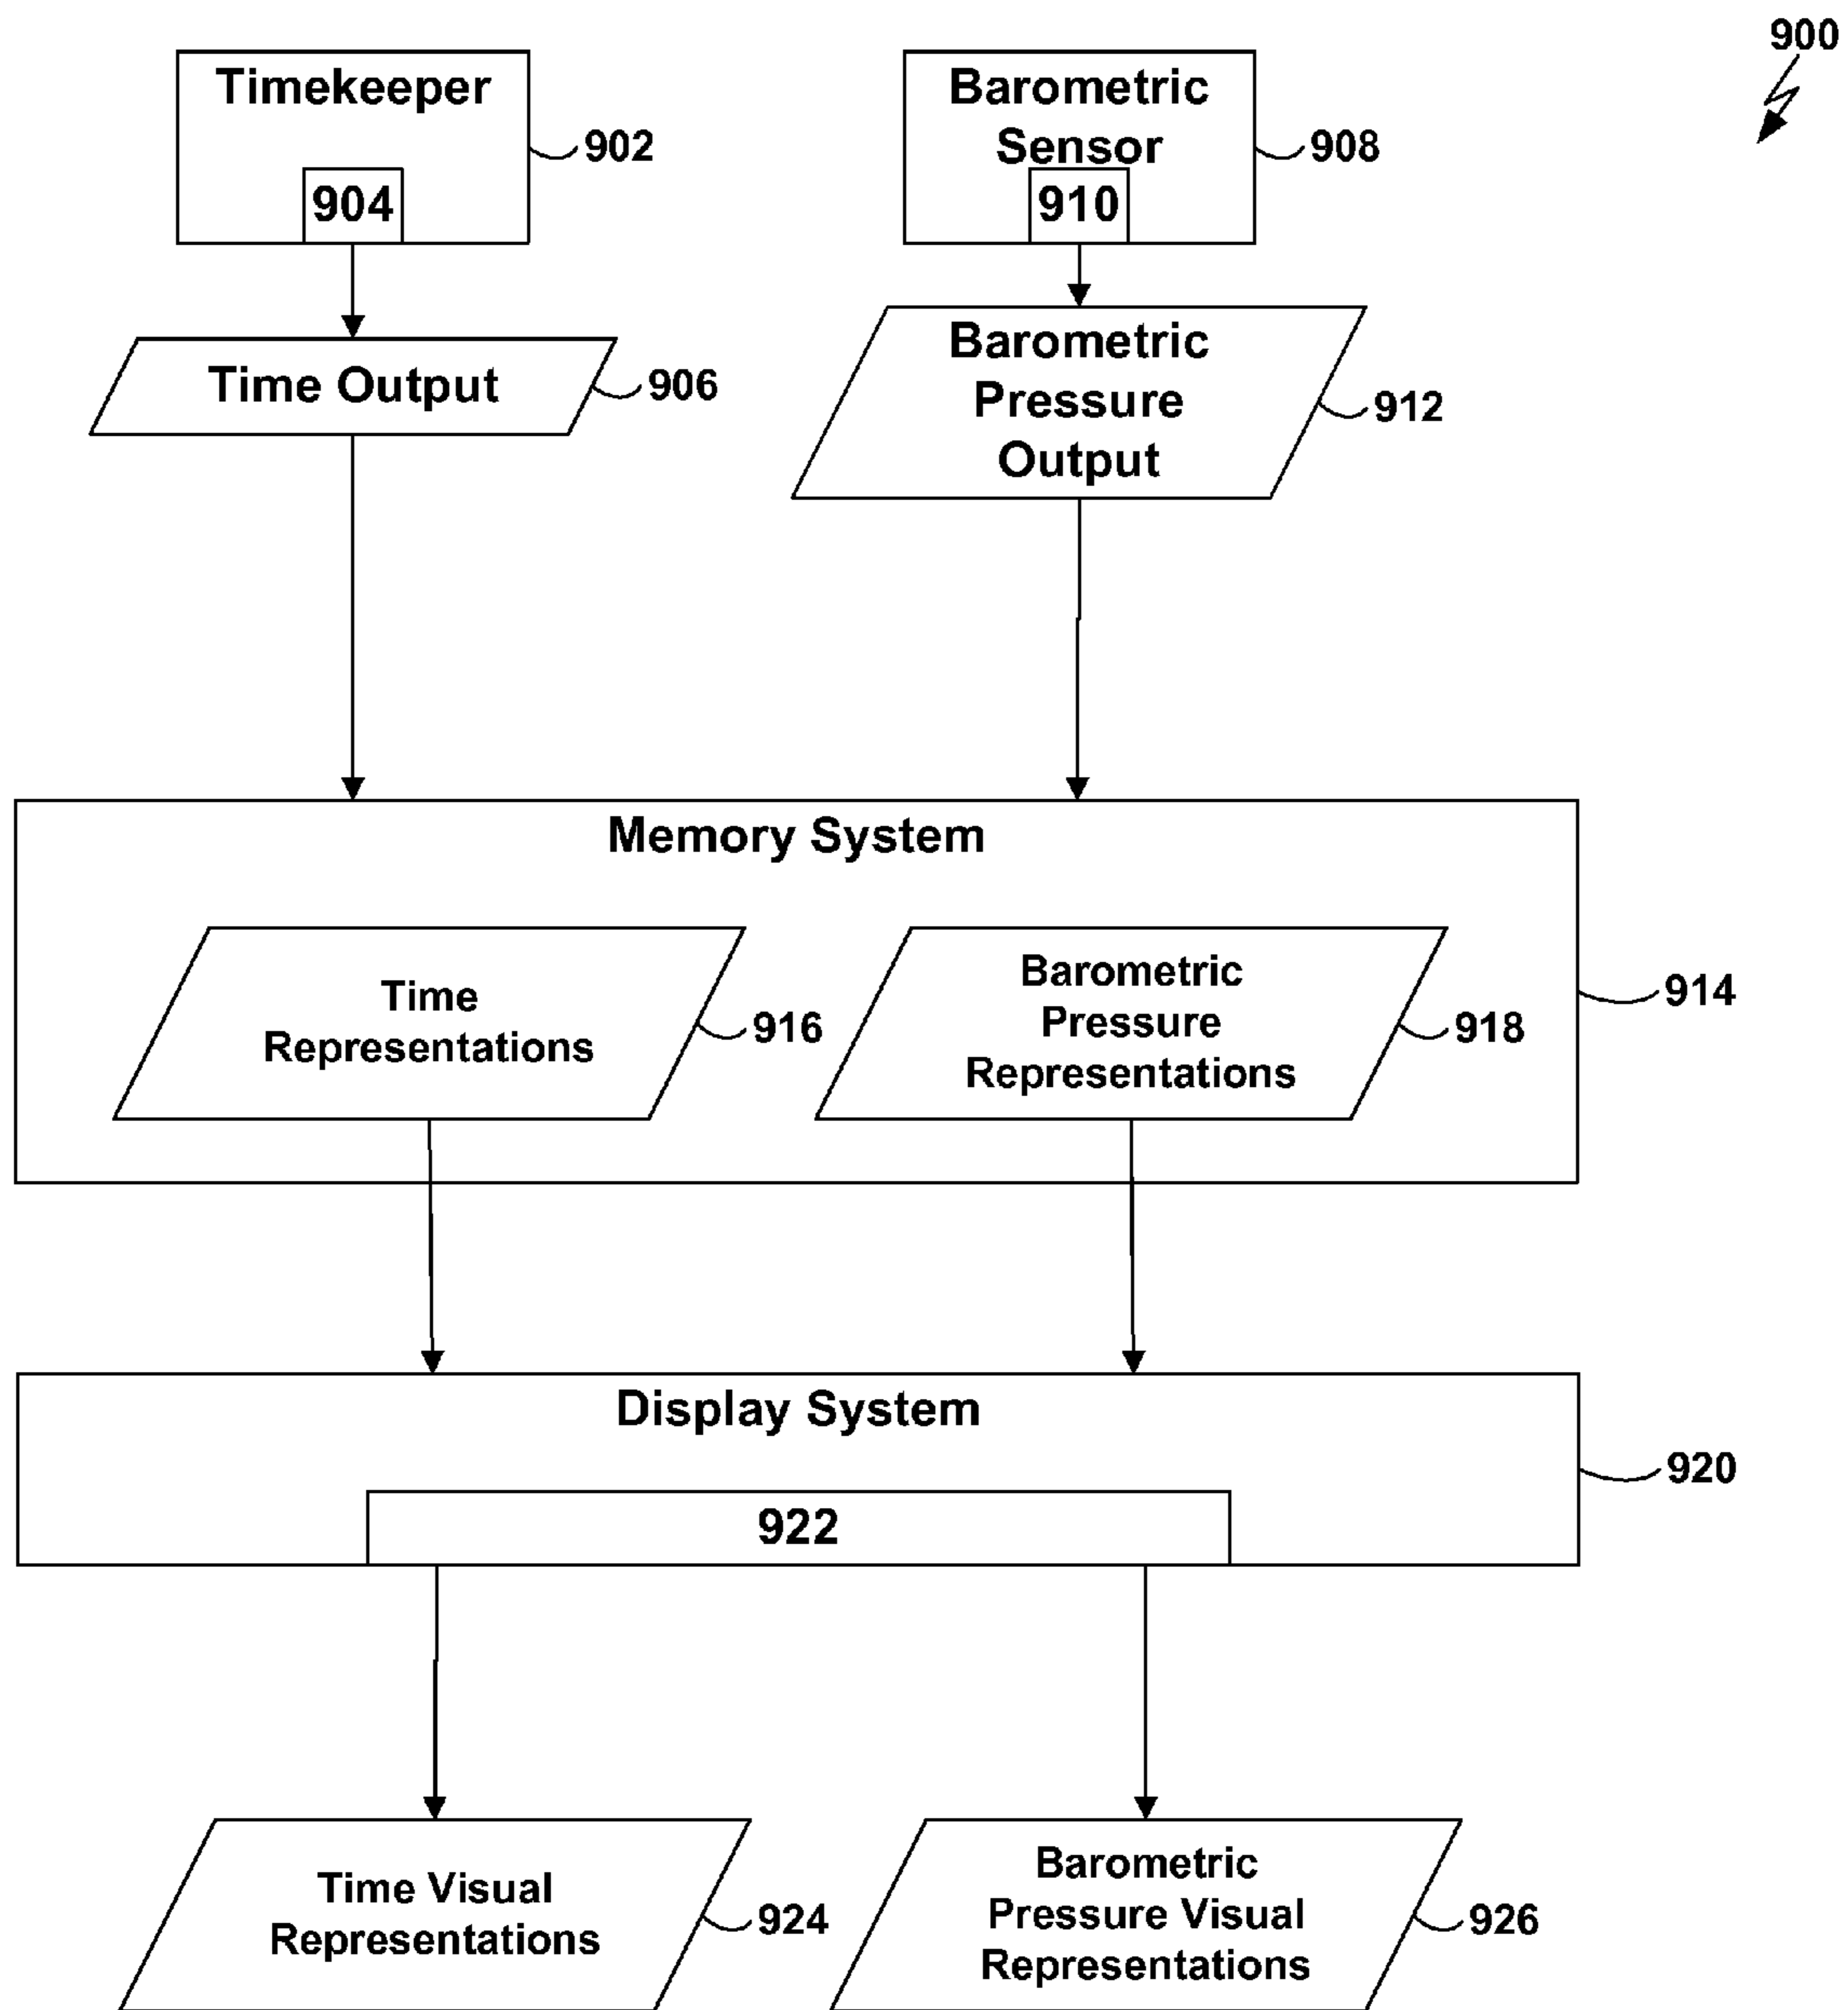 900
Timekeeper
902
904
Barometric
Sensor
908
910
Time Output
906
Barometric
Pressure
Output
912
Memory System
914
Time
Representations
916
Barometric
Pressure
Representations
918
Display System
920
922
Time Visual
Representations
924
Barometric
Pressure Visual
Representations
926